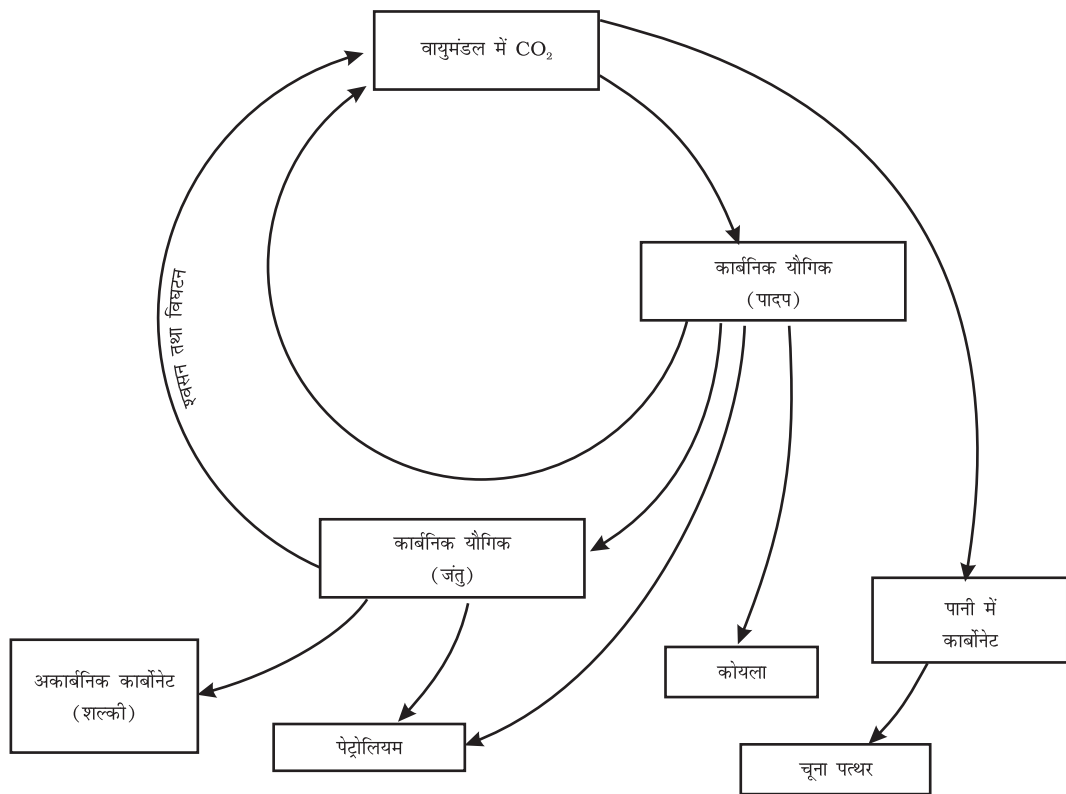 वायुमंडल में CO₂
कार्बनिक यौगिक
(पादप)
श्वसन तथा विघटन
कार्बनिक यौगिक
(जंतु)
पानी में
कार्बोनेट
अकार्बनिक कार्बोनेट
(शल्की)
कोयला
पेट्रोलियम
चूना पत्थर